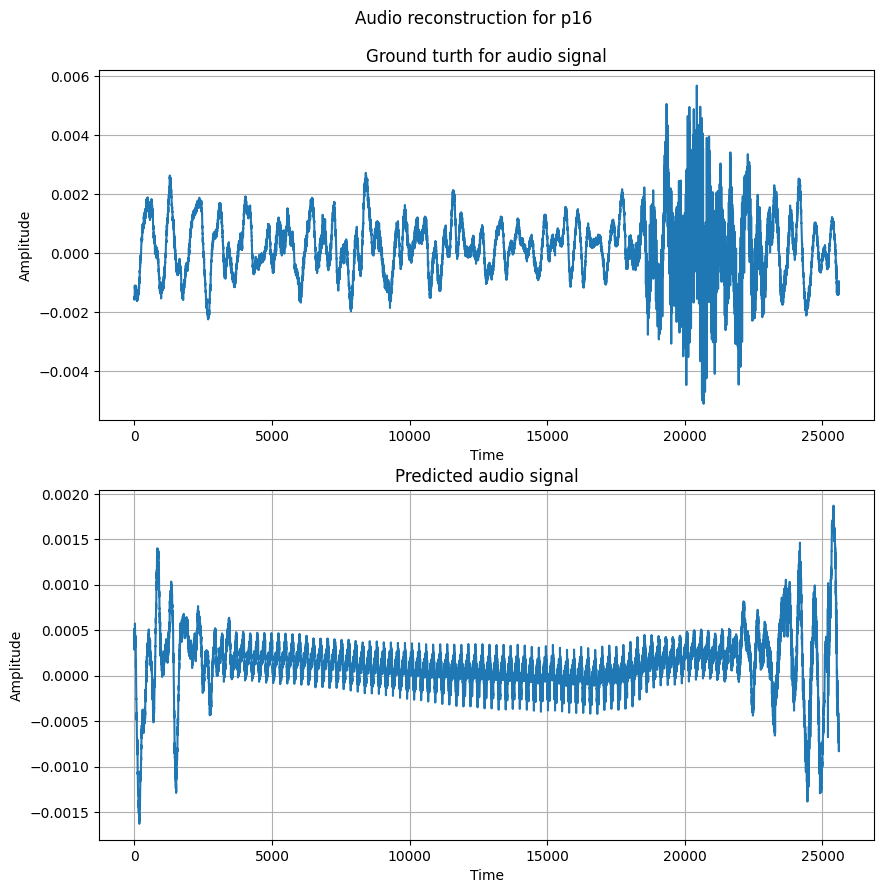 Audio reconstruction for p16
Ground turth for audio signal
0.006
0.004
0.002
0.000
−0.002
−0.004
Amplitude
0 5000 10000 15000 20000 25000
Time
Predicted audio signal
0.0020
0.0015
0.0010
0.0005
0.0000
−0.0005
−0.0010
−0.0015
Amplitude
0 5000 10000 15000 20000 25000
Time